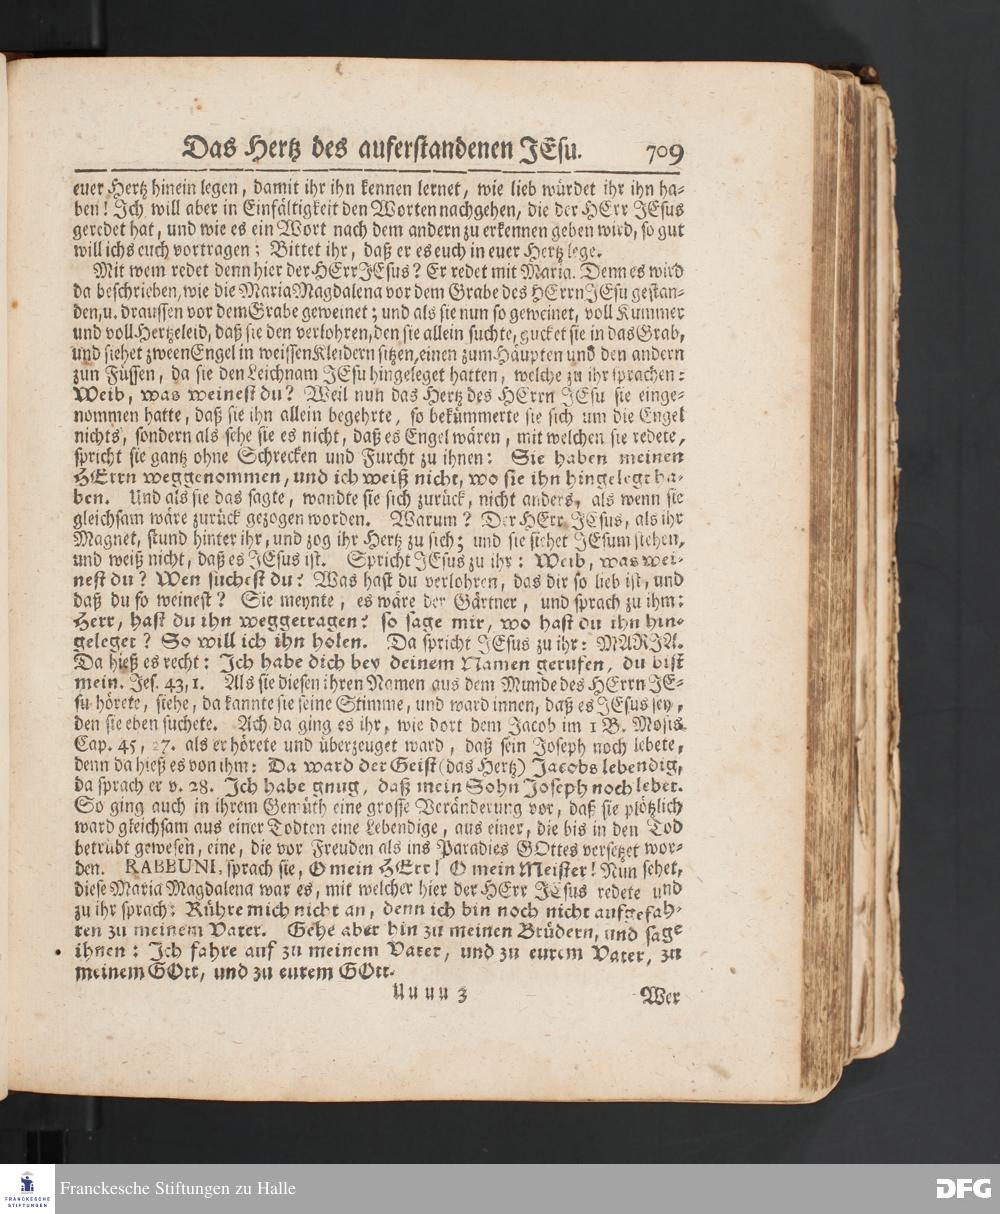 Das Hertz des auferstandenen JEsu. 709
euer Hertz hinein legen, damit ihr ihn kennen lernet, wie lieb würdet ihr ihn ha-
ben! Ich will aber in Einfältigkeit den Worten nachgehen, die der HErr JEsus
geredet hat, und wie es ein Wort nach dem andern zu erkennen geben wird, so gut
will ichs euch vortragen; Bittet ihr, daß er es euch in euer Hertz lege.
Mit wem redet denn hier der HErr JEsus? Er redet mit Maria. Denn es wird
da beschrieben, wie die Maria Magdalena vor dem Grabe des HErrn JEsu gestan-
den, u. draussen vor dem Grabe geweinet; und als sie nun so geweinet, voll Kummer
und voll Hertzeleid, daß sie den verlohren, den sie allein suchte, gucket sie in das Grab,
und siehet zween Engel in weissen Kleidern sitzen, einen zum Häupten und den andern
zun Füssen, da sie den Leichnam JEsu hingeleget hatten, welche zu ihr sprachen:
Weib, was weinest du? Weil nun das Hertz des HErrn JEsu sie einge-
nommen hatte, daß sie ihn allein begehrte, so bekümmerte sie sich um die Engel
nichts, sondern als sehe sie es nicht, daß es Engel wären, mit welchen sie redete,
spricht sie gantz ohne Schrecken und Furcht zu ihnen: Sie haben meinen
HErrn weggenommen, und ich weiß nicht, wo sie ihn hingelegt ha-
ben. Und als sie das sagte, wandte sie sich zurück, nicht anders, als wenn sie
gleichsam wäre zurück gezogen worden. Warum? Der HErr JEsus, als ihr
Magnet, stund hinter ihr, und zog ihr Hertz zu sich; und sie siehet JEsum stehen,
und weiß nicht, daß es JEsus ist. Spricht JEsus zu ihr: Weib, was wei-
nest du? Wen suchest du? Was hast du verlohren, das dir so lieb ist, und
daß du so weinest? Sie meynte, es wäre der Gärtner, und sprach zu ihm:
Herr, hast du ihn weggetragen? so sage mir, wo hast du ihn hin-
geleget? So will ich ihn holen. Da spricht JEsus zu ihr: MARIA.
Da hieß es recht: Ich habe dich bey deinem Namen gerufen, du bist
mein. Jes. 43, 1. Als sie diesen ihren Namen aus dem Munde des HErrn JE-
su hörete, siehe, da kannte sie seine Stimme, und ward innen, daß es JEsus sey,
den sie eben suchete. Ach da ging es ihr, wie dort dem Jacob im 1 B. Mosis
Cap. 45, 27. als er hörete und überzeuget ward, daß sein Joseph noch lebete,
denn da hieß es von ihm: Da ward der Geist (das Hertz) Jacobs lebendig,
da sprach er v. 28. Ich habe gnug, daß mein Sohn Joseph noch lebet.
So ging auch in ihrem Gemüth eine grosse Veränderung vor, daß sie plötzlich
ward gleichsam aus einer Todten eine Lebendige, aus einer, die bis in den Tod
betrübt gewesen, eine, die vor Freuden als ins Paradies GOttes versetzet wor-
den. RABBUNI, sprach sie, O mein HErr! O mein Meister! Nun sehet,
diese Maria Magdalena war es, mit welcher hier der HErr JEsus redete und
zu ihr sprach: Rühre mich nicht an, denn ich bin noch nicht aufgefah-
ren zu meinem Vater. Gehe aber hin zu meinen Brüdern, und sage
ihnen: Ich fahre auf zu meinem Vater, und zu eurem Vater, zu
meinem GOtt, und zu eurem GOtt.
Uu uu 3 Wer
FRANCKESCHE
STIFTUNGEN
Franckesche Stiftungen zu Halle
DFG